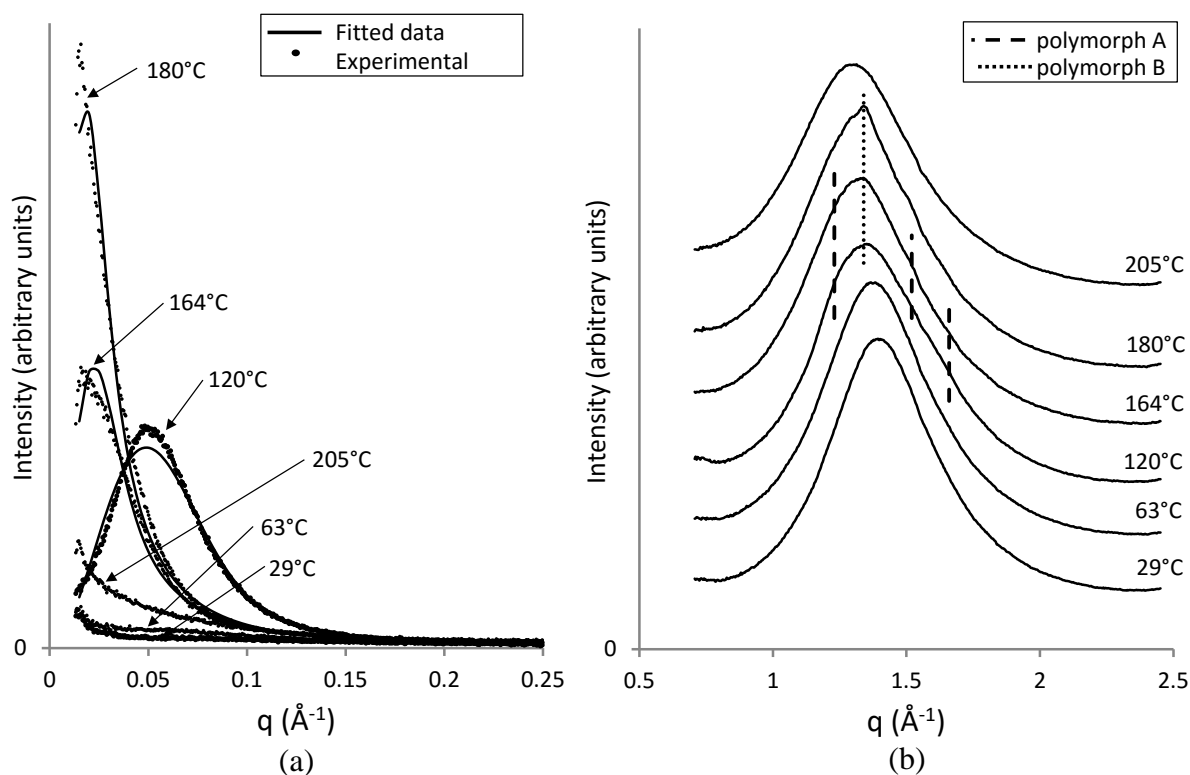 Intensity (arbitrary units)
Fitted data
Experimental
180°C
164°C
120°C
205°C
63°C
29°C
0
0
0.05
0.1
0.15
0.2
0.25
q (Å-1)
(a)
Intensity (arbitrary units)
polymorph A
polymorph B
205°C
180°C
164°C
120°C
63°C
29°C
0
0.5
1
1.5
2
2.5
q (Å-1)
(b)